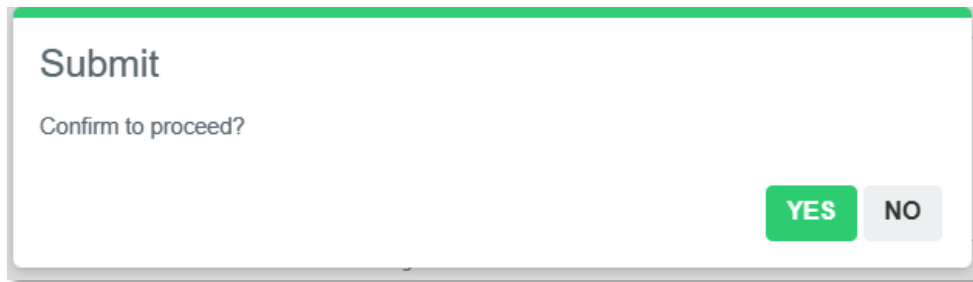 Submit
Confirm to proceed?
YES NO